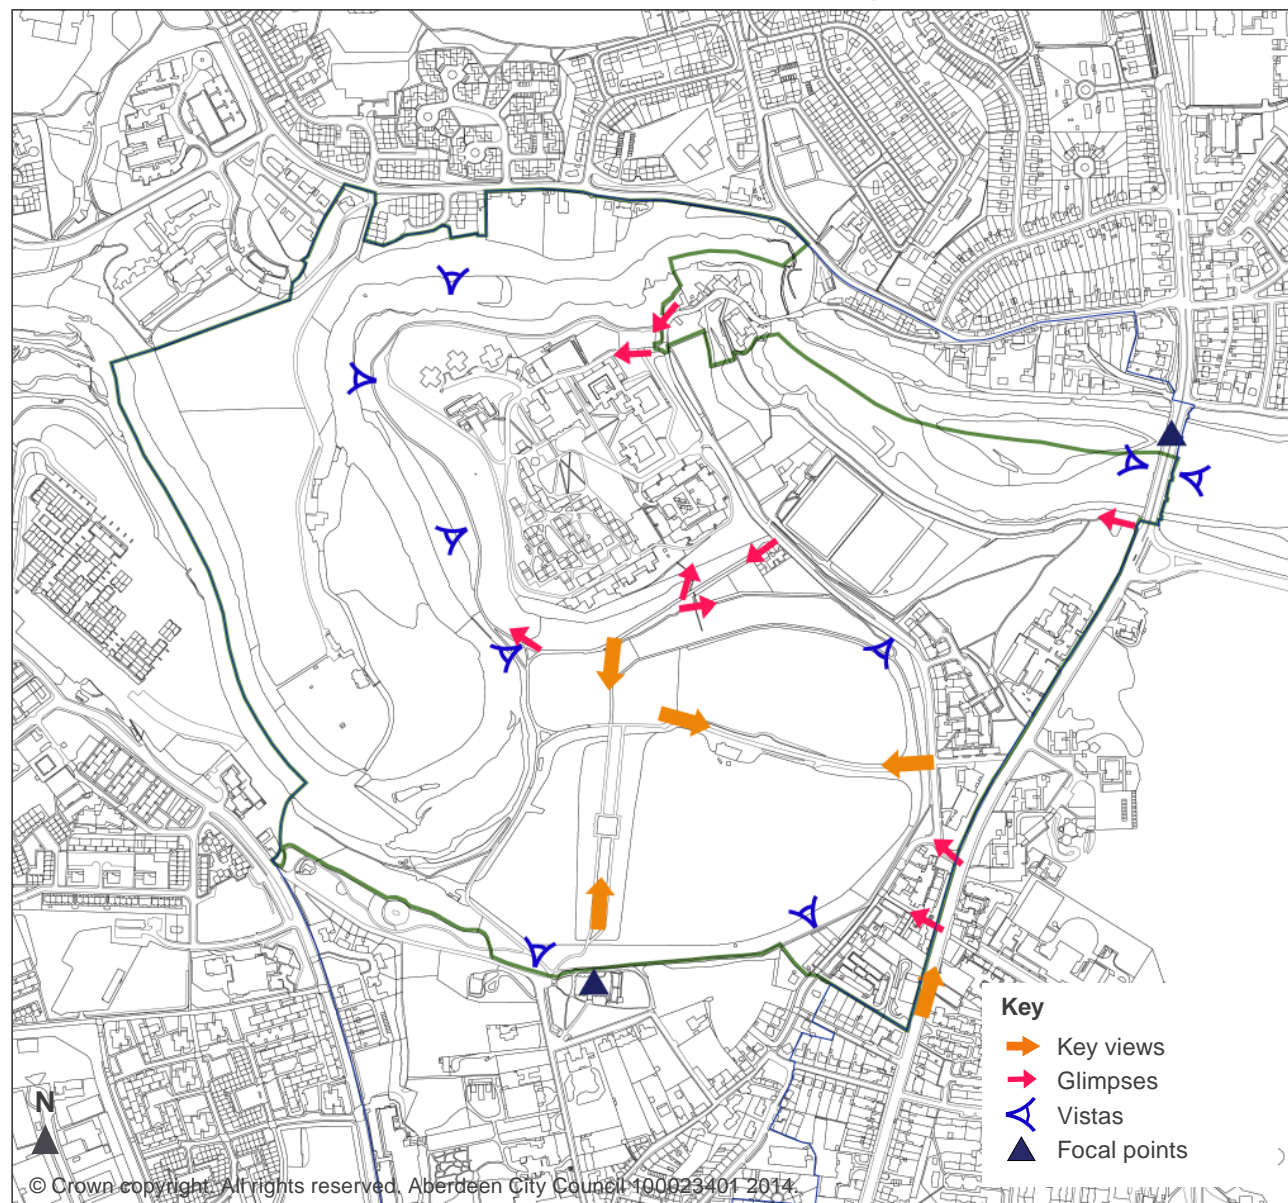 Key
Key views
Glimpses
Vistas
Focal points
N
© Crown copyright. All rights reserved. Aberdeen City Council 100023401 2014.